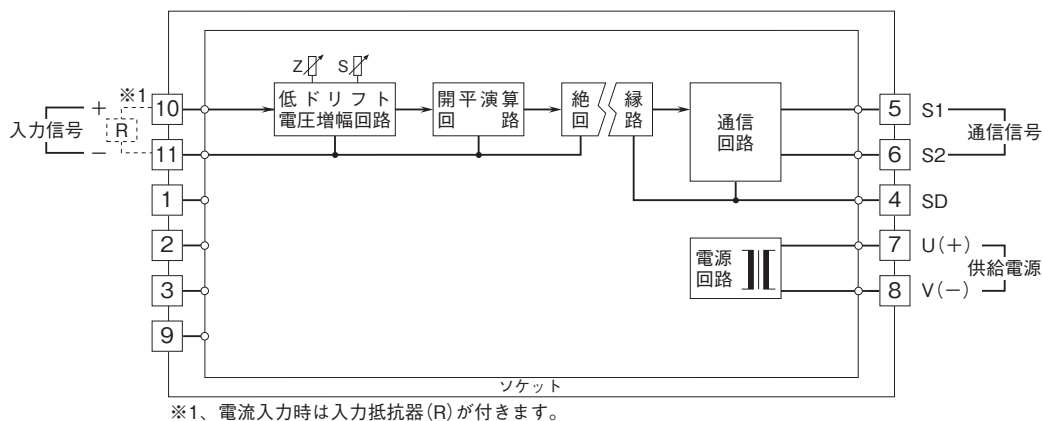 Z S
※1
10
+
R
入力信号
−
11
1
2
3
9
低ドリフト
電圧増幅回路
開平演算
回路
絶縁
回路
通信
回路
電源
回路
5 S1
通信信号
6 S2
4 SD
7 U(+)
供給電源
8 V(−)
ソケット
※1、電流入力時は入力抵抗器(R)が付きます。